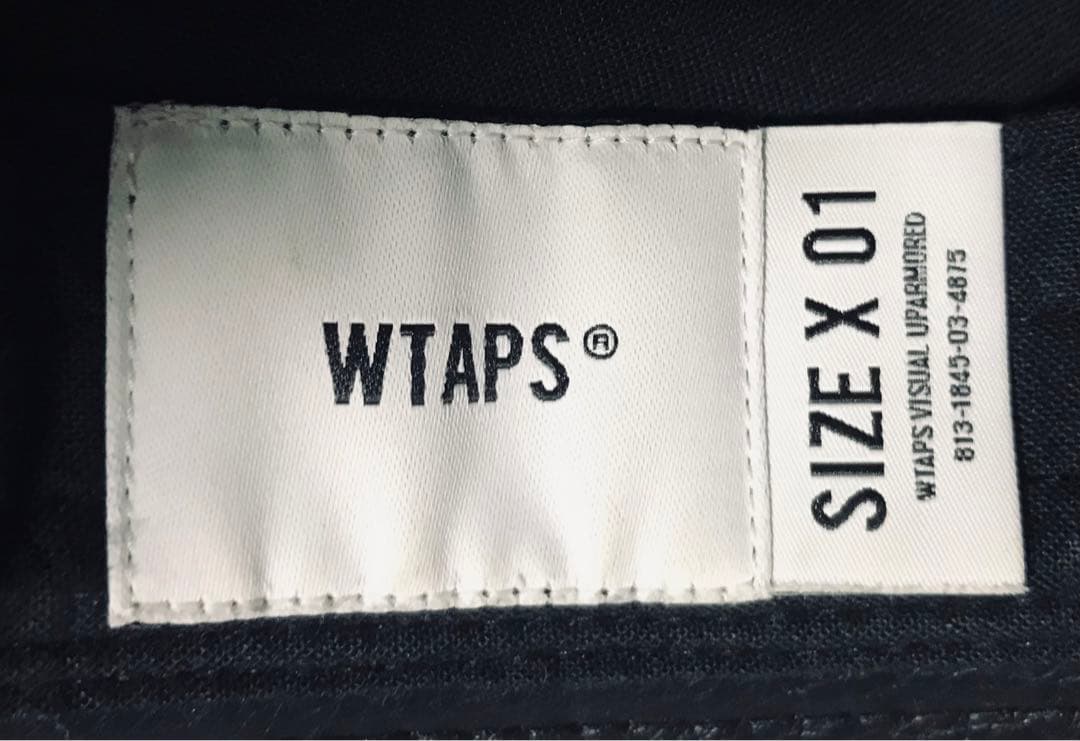 WTAPS®
SIZE X 01
WTAPS VISUAL UPARMORED
813-1845-03-4875